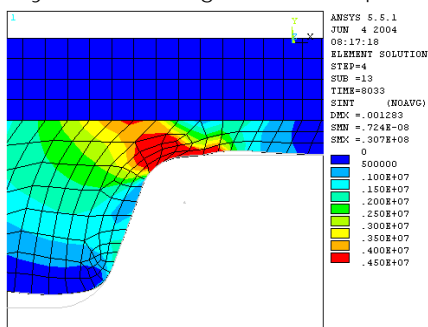 1
Y
X
ANSYS 5.5.1
JUN 4 2004
08:17:18
ELEMENT SOLUTION
STEP=4
SUB =13
TIME=8033
SINT (NOAVG)
DMX =.001283
SMN =.724E-08
SMX =.307E+08
0
500000
.100E+07
.150E+07
.200E+07
.250E+07
.300E+07
.350E+07
.400E+07
.450E+07